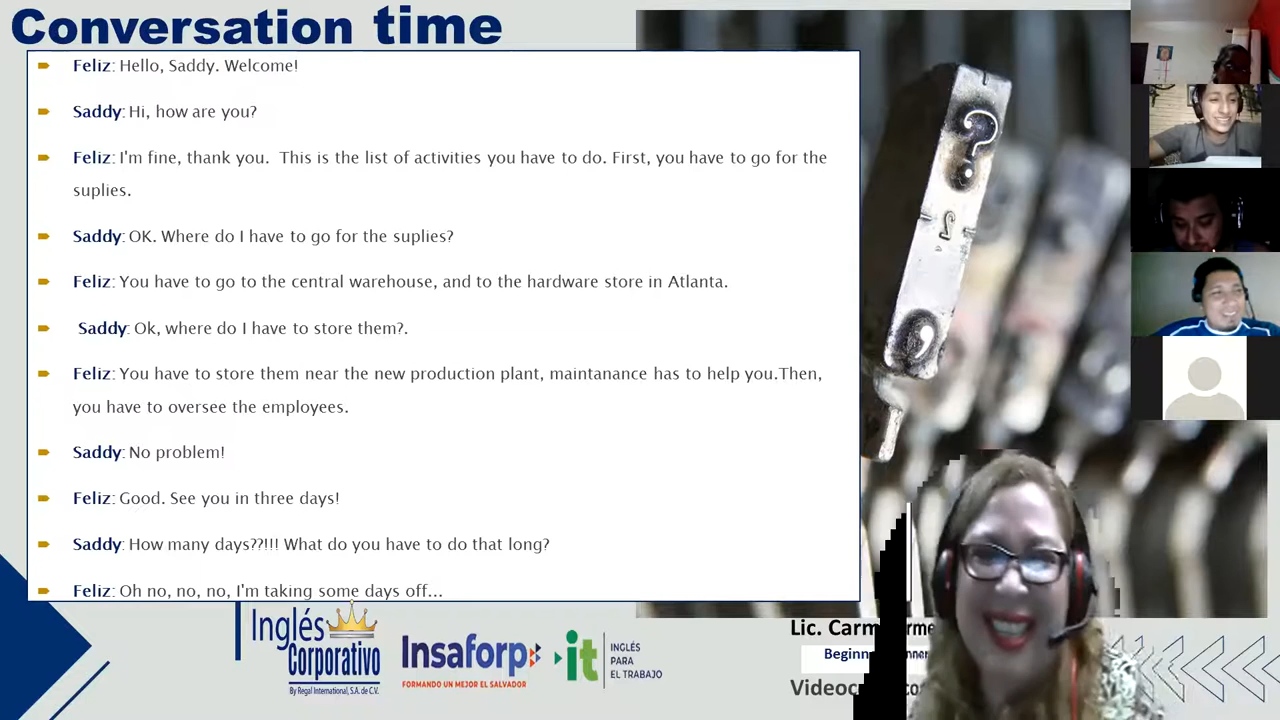 Conversation time
Feliz: Hello, Saddy. Welcome!
Saddy: Hi, how are you?
Feliz: I'm fine, thank you. This is the list of activities you have to do. First, you have to go for the
suplies.
Saddy: OK. Where do I have to go for the suplies?
Feliz: You have to go to the central warehouse, and to the hardware store in Atlanta.
Saddy: Ok, where do I have to store them?.
Feliz: You have to store them near the new production plant, maintanance has to help you.Then,
you have to oversee the employees.
Saddy: No problem!
Feliz: Good. See you in three days!
Saddy: How many days??!!! What do you have to do that long?
Feliz: Oh no, no, no, I'm taking some days off...
Inglés
Corporativo
By Regal International, S.A. de C.V.
Insaforp
FORMANDO UN MEJOR EL SALVADOR
it
INGLÉS
PARA
EL TRABAJO
Lic.